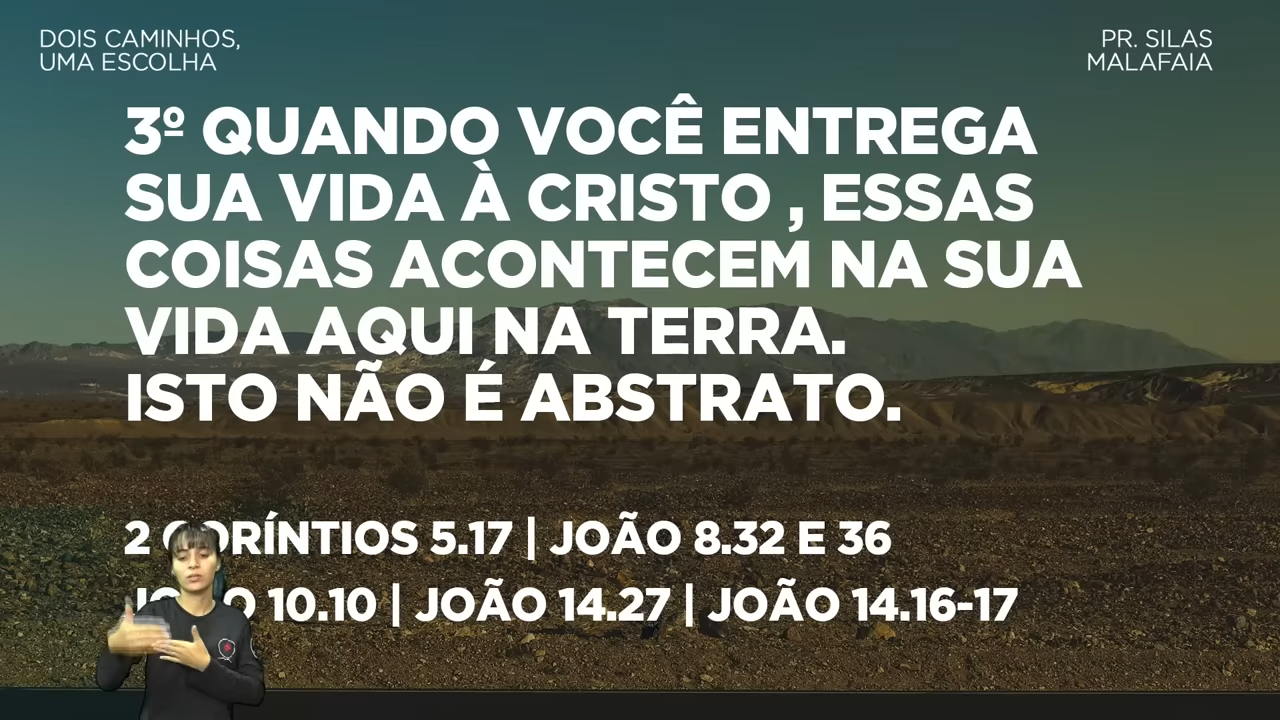 DOIS CAMINHOS,
UMA ESCOLHA
PR. SILAS
MALAFAIA
3º QUANDO VOCÊ ENTREGA
SUA VIDA À CRISTO , ESSAS
COISAS ACONTECEM NA SUA
VIDA AQUI NA TERRA.
ISTO NÃO É ABSTRATO.
2 CORÍNTIOS 5.17 | JOÃO 8.32 E 36
JOÃO 10.10 | JOÃO 14.27 | JOÃO 14.16-17